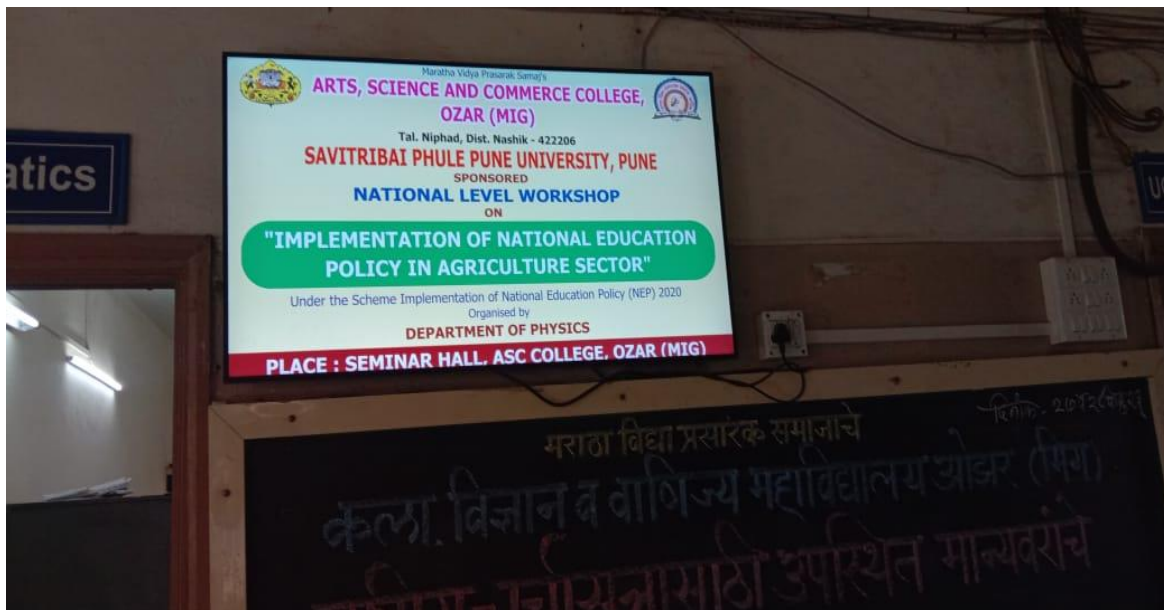 Maratha Vidya Prasarak Samaj's
ARTS, SCIENCE AND COMMERCE COLLEGE,
OZAR (MIG)
Tal. Niphad, Dist. Nashik - 422206
SAVITRIBAI PHULE PUNE UNIVERSITY, PUNE
SPONSORED
NATIONAL LEVEL WORKSHOP
ON
"IMPLEMENTATION OF NATIONAL EDUCATION
POLICY IN AGRICULTURE SECTOR"
Under the Scheme Implementation of National Education Policy (NEP) 2020
Organised by
DEPARTMENT OF PHYSICS
PLACE : SEMINAR HALL, ASC COLLEGE, OZAR (MIG)
atics
दिनांक.
मराठा विद्या प्रसारक समाजाचे
कला, विज्ञान व वाणिज्य महाविद्यालय ओझर (मिग)
उपस्थित मान्यवरांचे